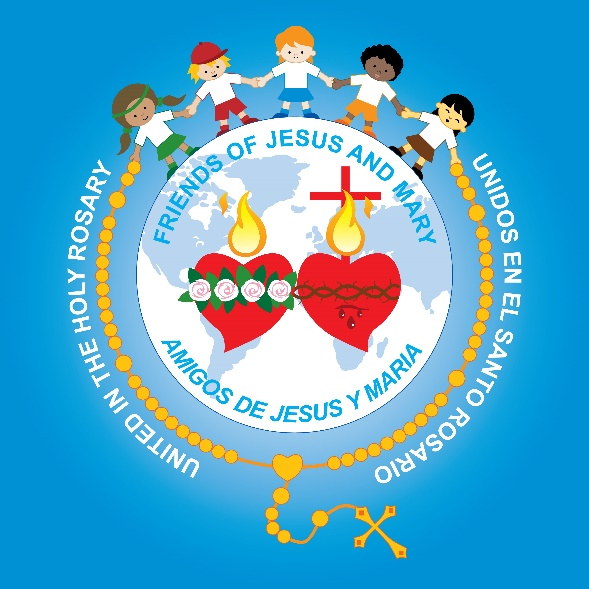 FRIENDS OF JESUS AND MARY
AMIGOS DE JESUS Y MARIA
UNITED IN THE HOLY ROSARY
UNIDOS EN EL SANTO ROSARIO